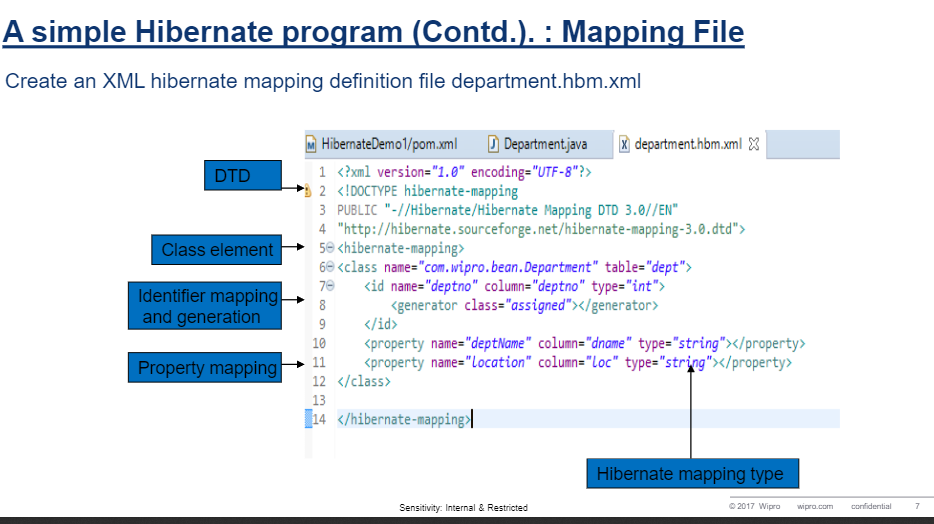 A simple Hibernate program (Contd.). : Mapping File
Create an XML hibernate mapping definition file department.hbm.xml
HibernateDemo1/pom.xml Department.java department.hbm.xml
DTD
Class element
Identifier mapping
and generation
Property mapping
1 <?xml version="1.0" encoding="UTF-8"?>
2 <!DOCTYPE hibernate-mapping
3 PUBLIC "-//Hibernate/Hibernate Mapping DTD 3.0//EN"
4 "http://hibernate.sourceforge.net/hibernate-mapping-3.0.dtd">
5 <hibernate-mapping>
6 <class name="com.wipro.bean.Department" table="dept">
7 <id name="deptno" column="deptno" type="int">
8 <generator class="assigned"></generator>
9 </id>
10 <property name="deptName" column="dname" type="string"></property>
11 <property name="location" column="loc" type="string"></property>
12 </class>
13
14 </hibernate-mapping>
Hibernate mapping type
Sensitivity: Internal & Restricted
© 2017 Wipro wipro.com confidential 7